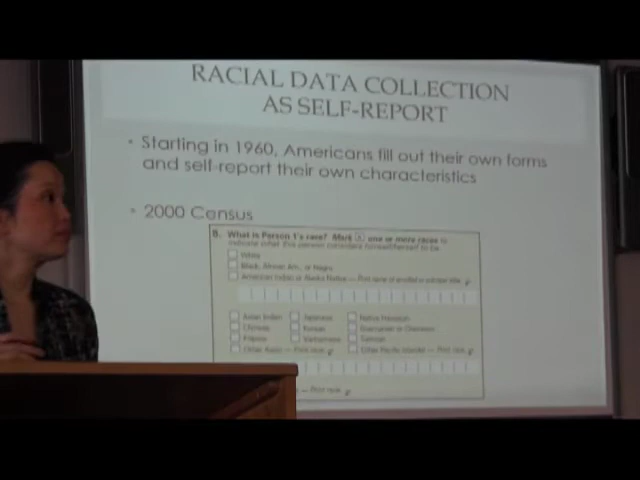 RACIAL DATA COLLECTION
AS SELF-REPORT
• Starting in 1960, Americans fill out their own forms
and self-report their own characteristics
• 2000 Census
8. What is Person 1's race? Mark ☒ one or more races to
indicate what this person considers himself/herself to be.
White
Black, African Am., or Negro
American Indian or Alaska Native — Print name of enrolled or principal tribe.
Asian Indian Japanese Native Hawaiian
Chinese Korean Guamanian or Chamorro
Filipino Vietnamese Samoan
Other Asian — Print race. Other Pacific Islander — Print race.
— Print race.